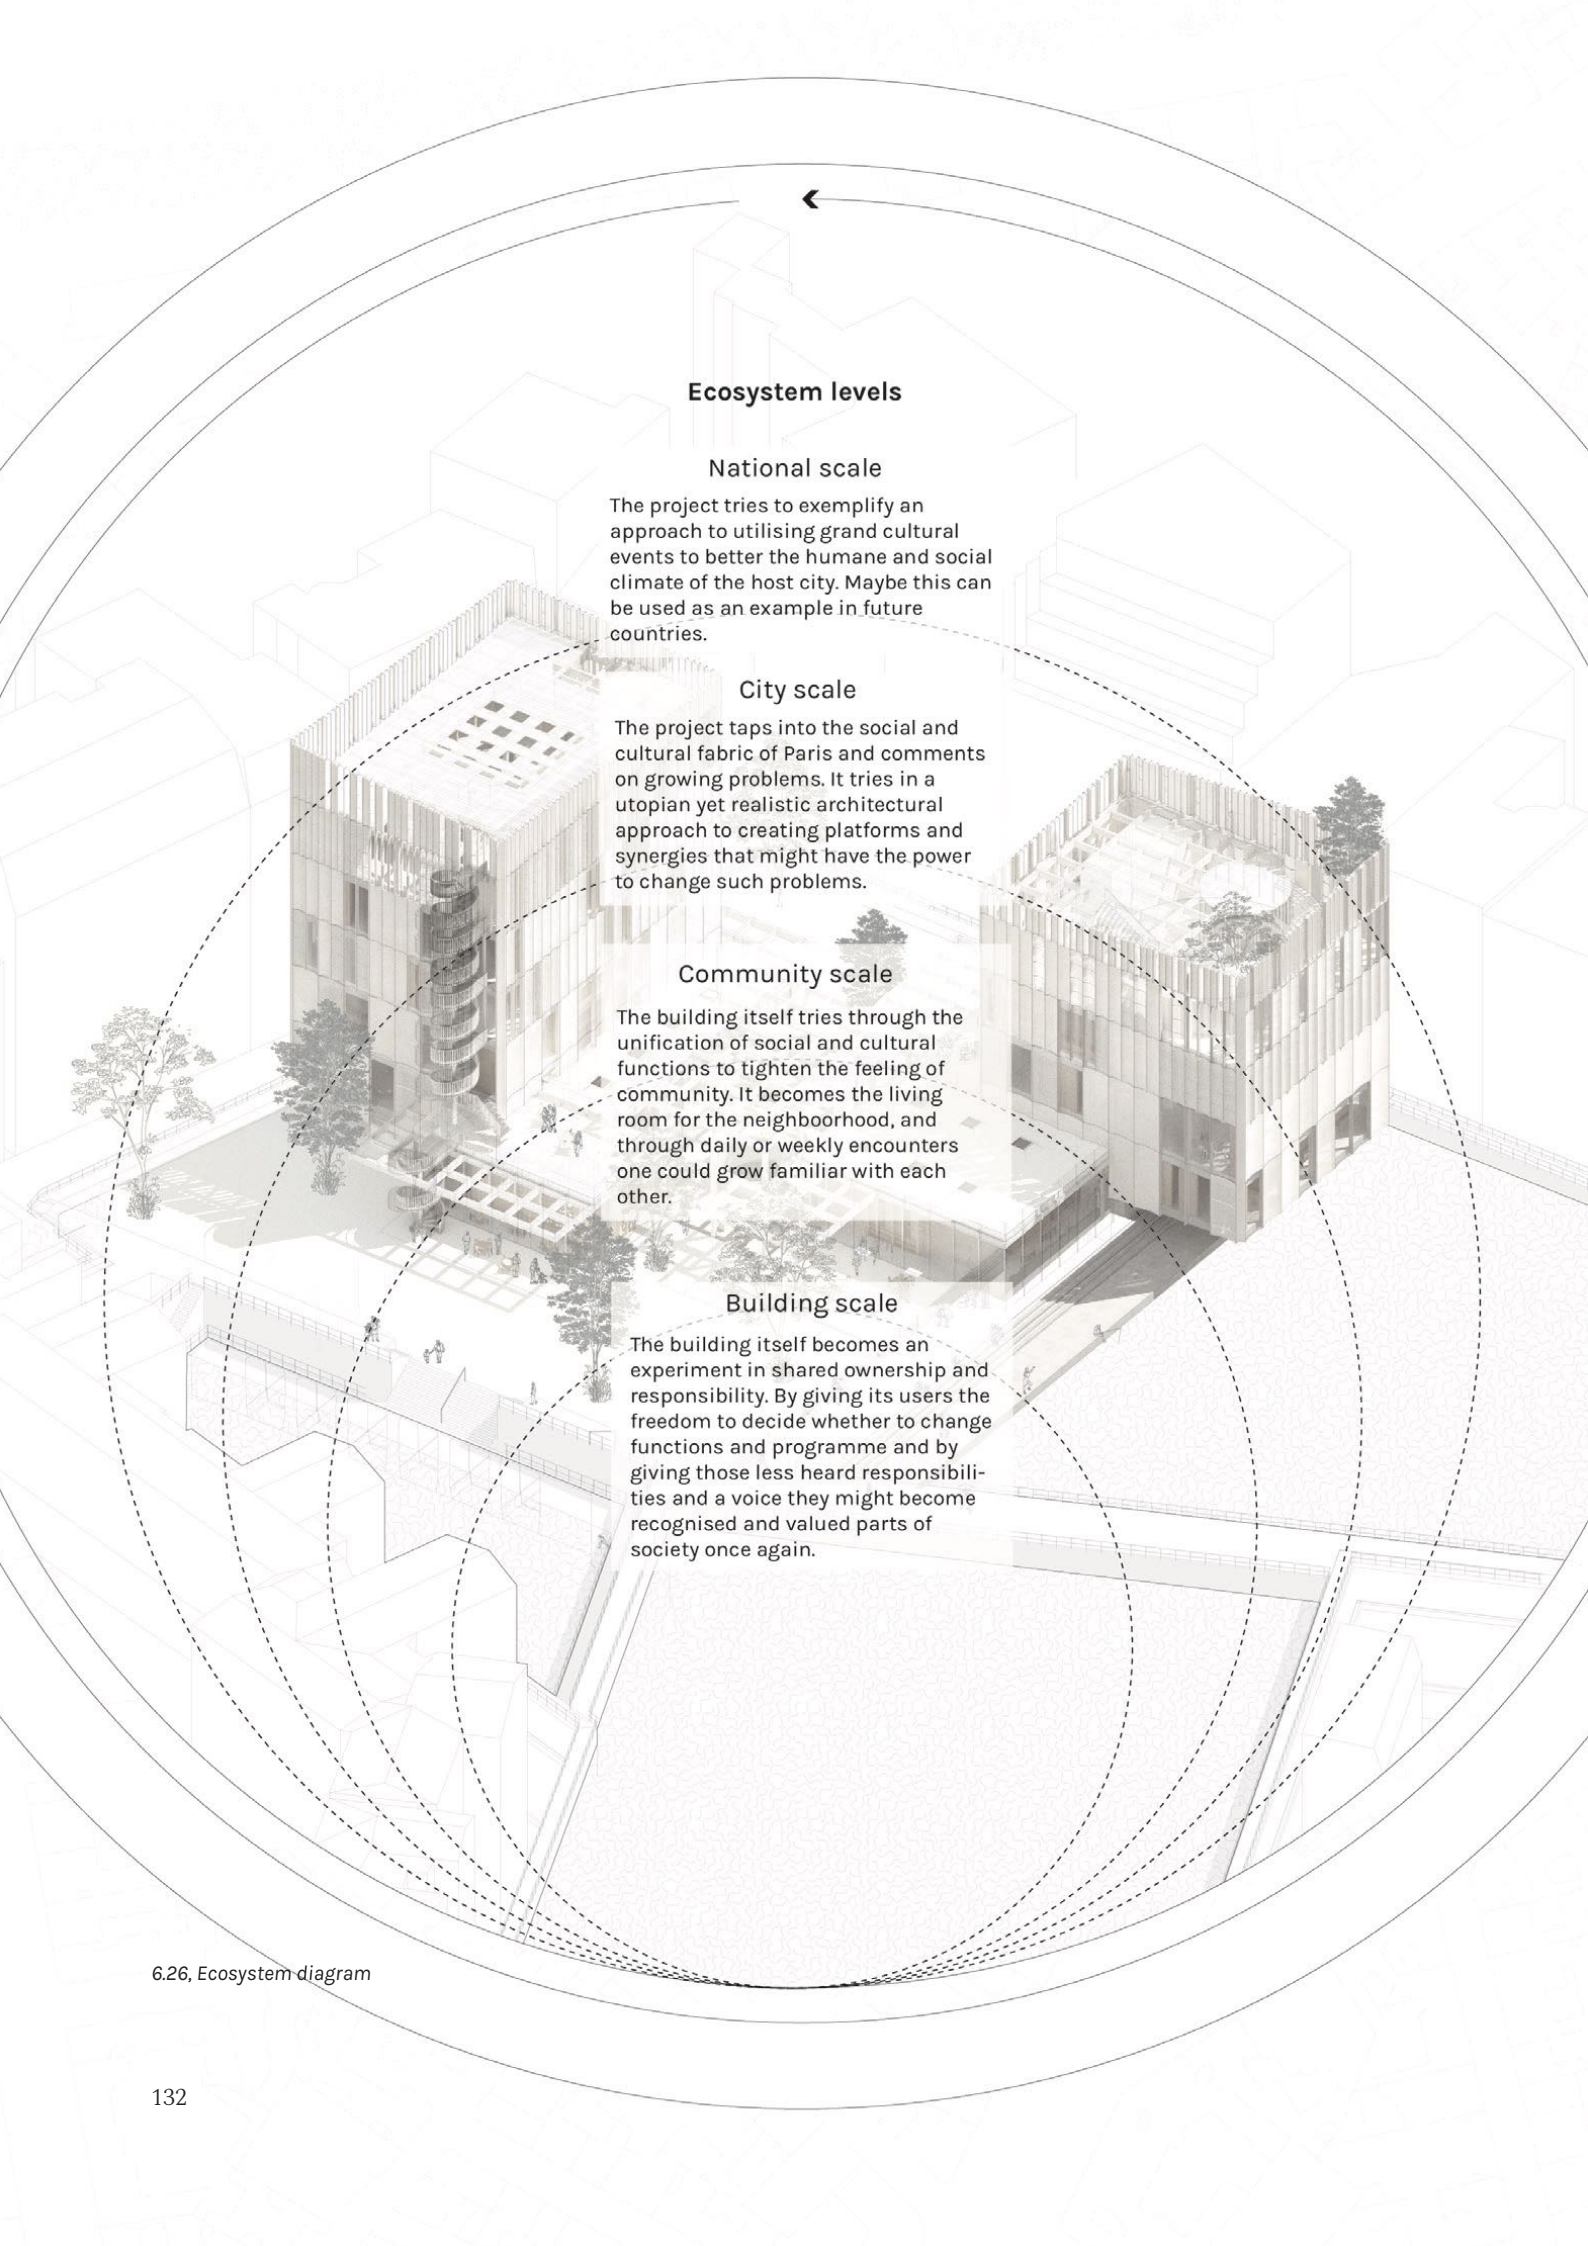 Ecosystem levels
National scale
The project tries to exemplify an
approach to utilising grand cultural
events to better the humane and social
climate of the host city. Maybe this can
be used as an example in future
countries.
City scale
The project taps into the social and
cultural fabric of Paris and comments
on growing problems. It tries in a
utopian yet realistic architectural
approach to creating platforms and
synergies that might have the power
to change such problems.
Community scale
The building itself tries through the
unification of social and cultural
functions to tighten the feeling of
community. It becomes the living
room for the neighboorhood, and
through daily or weekly encounters
one could grow familiar with each
other.
Building scale
The building itself becomes an
experiment in shared ownership and
responsibility. By giving its users the
freedom to decide whether to change
functions and programme and by
giving those less heard responsibili-
ties and a voice they might become
recognised and valued parts of
society once again.
6.26, Ecosystem diagram
132